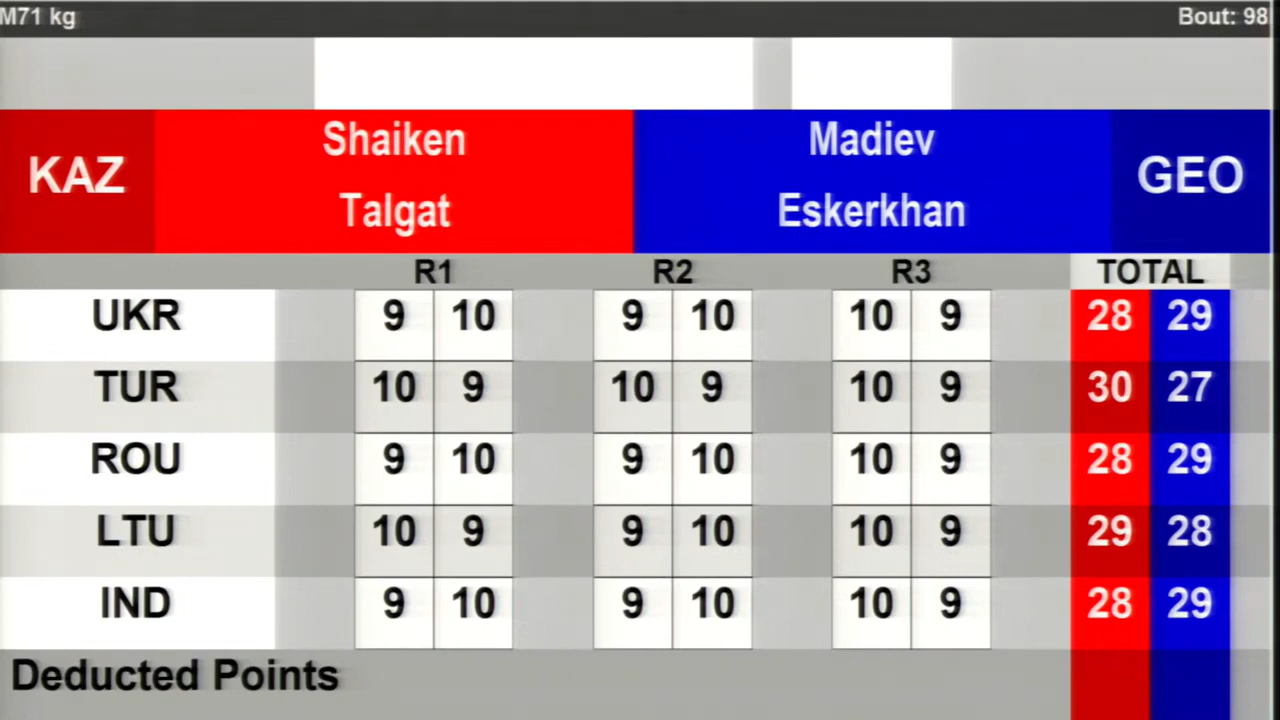 M71 kg Bout: 98
KAZ Shaiken Talgat Madiev Eskerkhan GEO
R1 R2 R3 TOTAL
UKR 9 10 9 10 10 9 28 29
TUR 10 9 10 9 10 9 30 27
ROU 9 10 9 10 10 9 28 29
LTU 10 9 9 10 10 9 29 28
IND 9 10 9 10 10 9 28 29
Deducted Points